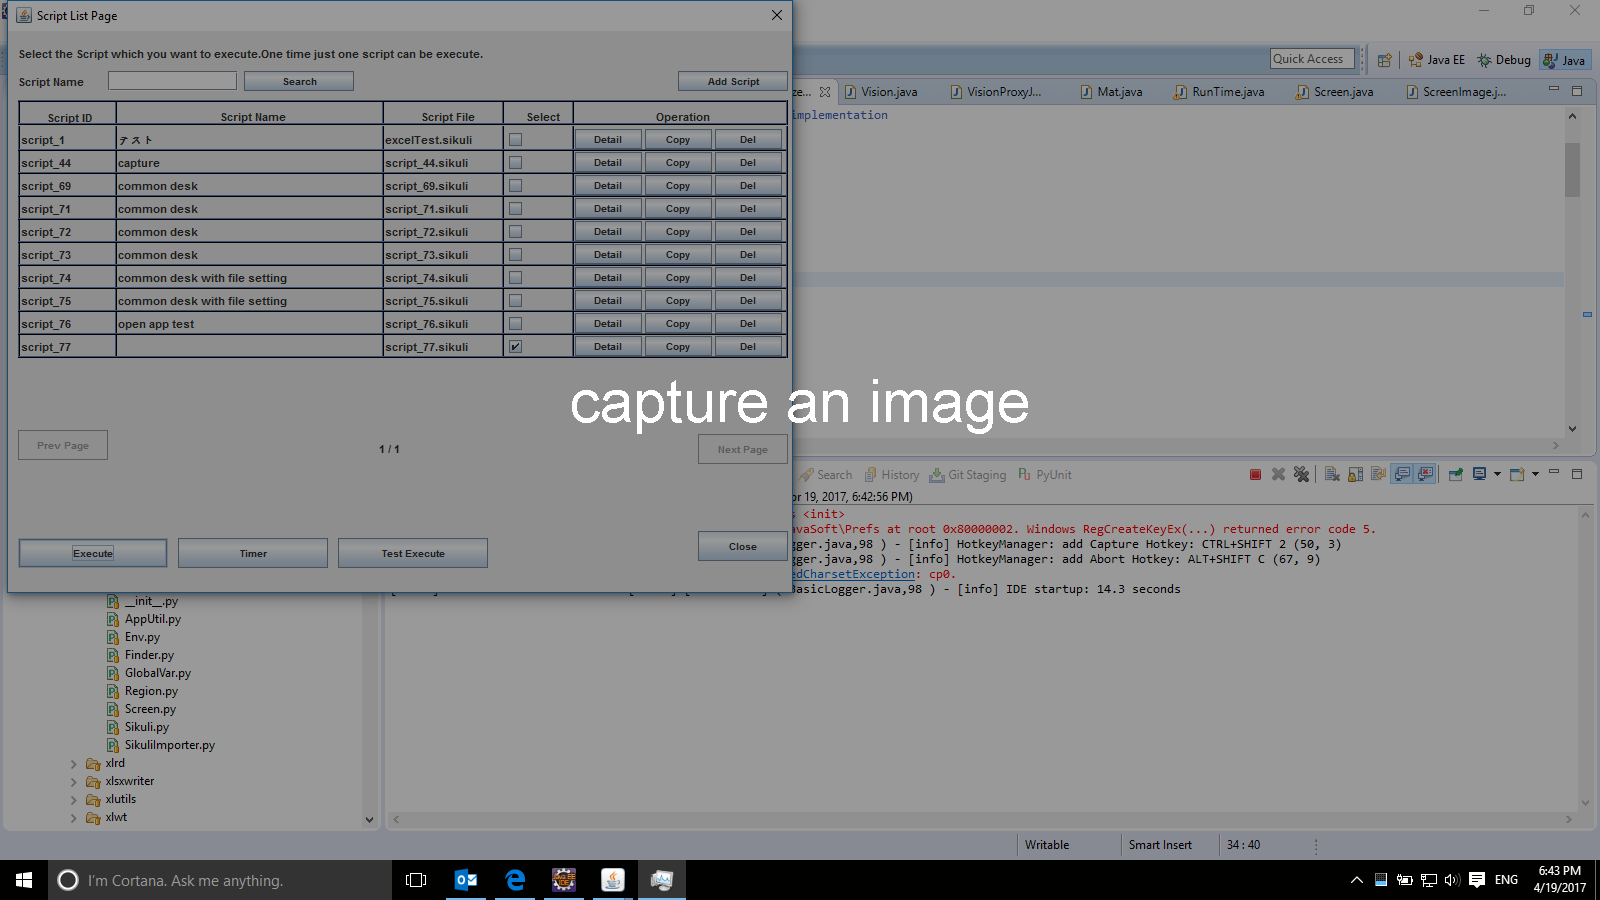 Script List Page
Select the Script which you want to execute.One time just one script can be execute.
Script Name Search Add Script
Script ID Script Name Script File Select Operation
script_1 テスト excelTest.sikuli Detail Copy Del
script_44 capture script_44.sikuli Detail Copy Del
script_69 common desk script_69.sikuli Detail Copy Del
script_71 common desk script_71.sikuli Detail Copy Del
script_72 common desk script_72.sikuli Detail Copy Del
script_73 common desk script_73.sikuli Detail Copy Del
script_74 common desk with file setting script_74.sikuli Detail Copy Del
script_75 common desk with file setting script_75.sikuli Detail Copy Del
script_76 open app test script_76.sikuli Detail Copy Del
script_77 script_77.sikuli Detail Copy Del
capture an image
Prev Page 1 / 1 Next Page
Execute Timer Test Execute Close
Quick Access Java EE Debug Java
ze... Vision.java VisionProxyJ... Mat.java RunTime.java Screen.java ScreenImage.j...
implementation
Search History Git Staging PyUnit
or 19, 2017, 6:42:56 PM)
s <init>
avaSoft\Prefs at root 0x80000002. Windows RegCreateKeyEx(...) returned error code 5.
gger.java,98 ) - [info] HotkeyManager: add Capture Hotkey: CTRL+SHIFT 2 (50, 3)
gger.java,98 ) - [info] HotkeyManager: add Abort Hotkey: ALT+SHIFT C (67, 9)
edCharsetException: cp0.
BasicLogger.java,98 ) - [info] IDE startup: 14.3 seconds
__init__.py
AppUtil.py
Env.py
Finder.py
GlobalVar.py
Region.py
Screen.py
Sikuli.py
SikuliImporter.py
xlrd
xlsxwriter
xlutils
xlwt
Writable Smart Insert 34 : 40
I'm Cortana. Ask me anything.
ENG
6:43 PM
4/19/2017